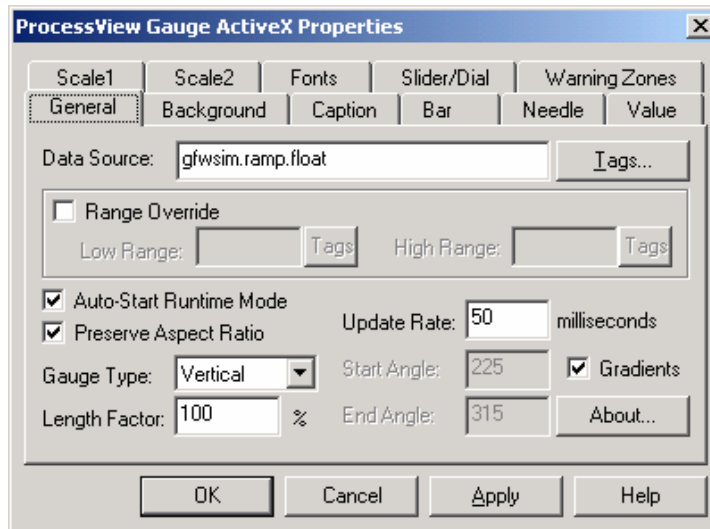 ProcessView Gauge ActiveX Properties
Scale1 Scale2 Fonts Slider/Dial Warning Zones
General Background Caption Bar Needle Value
Data Source: gfwsim.ramp.float Tags...
Range Override
Low Range: Tags High Range: Tags
Auto-Start Runtime Mode
Preserve Aspect Ratio Update Rate: 50 milliseconds
Gauge Type: Vertical Start Angle: 225 Gradients
Length Factor: 100 % End Angle: 315 About...
OK Cancel Apply Help